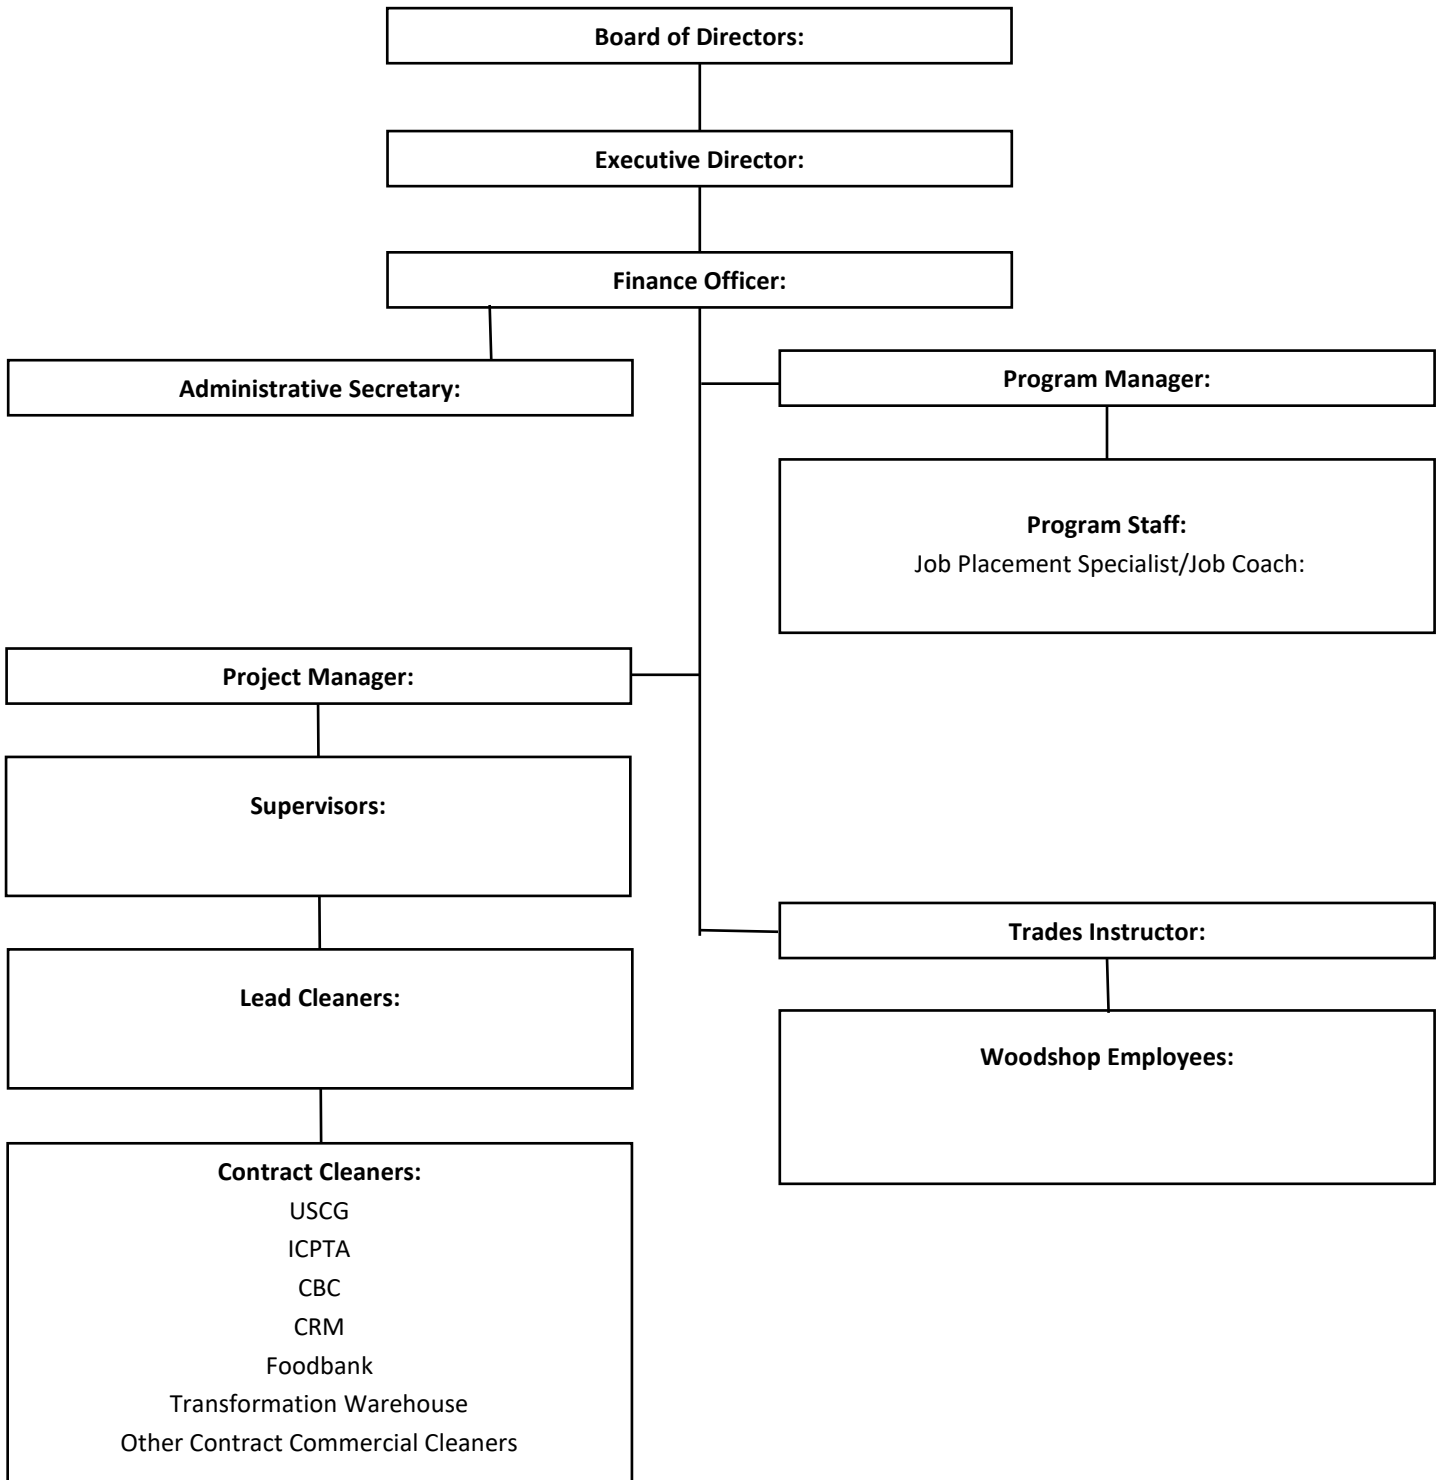 Board of Directors:
Executive Director:
Finance Officer:
Administrative Secretary:
Program Manager:
Program Staff:
Job Placement Specialist/Job Coach:
Project Manager:
Supervisors:
Trades Instructor:
Lead Cleaners:
Woodshop Employees:
Contract Cleaners:
USCG
ICPTA
CBC
CRM
Foodbank
Transformation Warehouse
Other Contract Commercial Cleaners